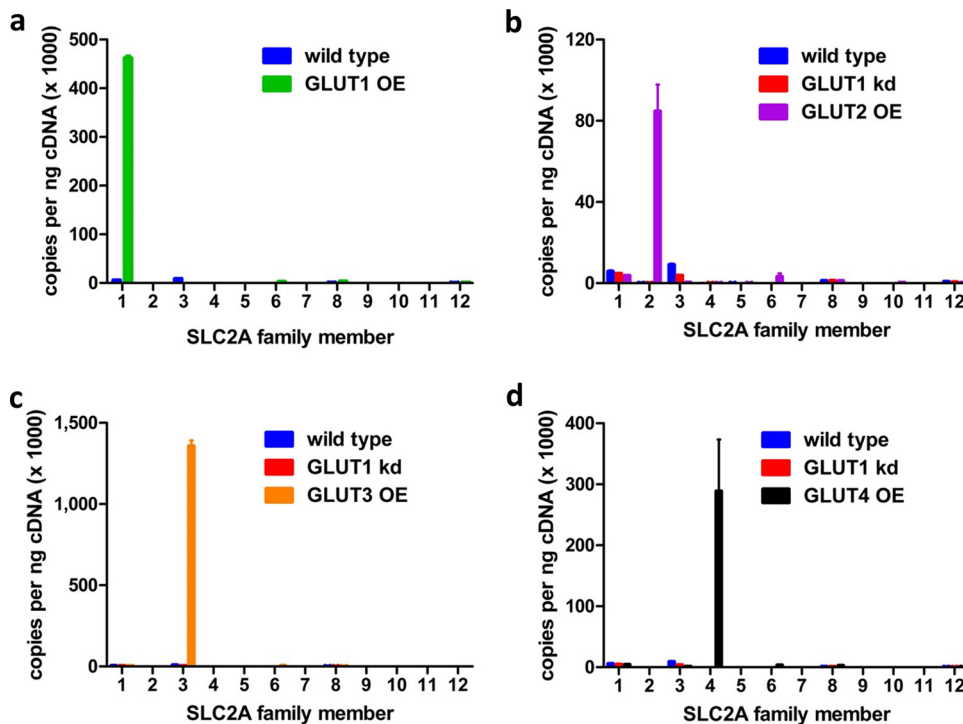 a
copies per ng cDNA (x 1000)
500
400
300
200
100
0
wild type
GLUT1 OE
1 2 3 4 5 6 7 8 9 10 11 12
SLC2A family member
b
copies per ng cDNA (x 1000)
120
80
40
0
wild type
GLUT1 kd
GLUT2 OE
1 2 3 4 5 6 7 8 9 10 11 12
SLC2A family member
c
copies per ng cDNA (x 1000)
1,500
1,000
500
0
wild type
GLUT1 kd
GLUT3 OE
1 2 3 4 5 6 7 8 9 10 11 12
SLC2A family member
d
copies per ng cDNA (x 1000)
400
300
200
100
0
wild type
GLUT1 kd
GLUT4 OE
1 2 3 4 5 6 7 8 9 10 11 12
SLC2A family member